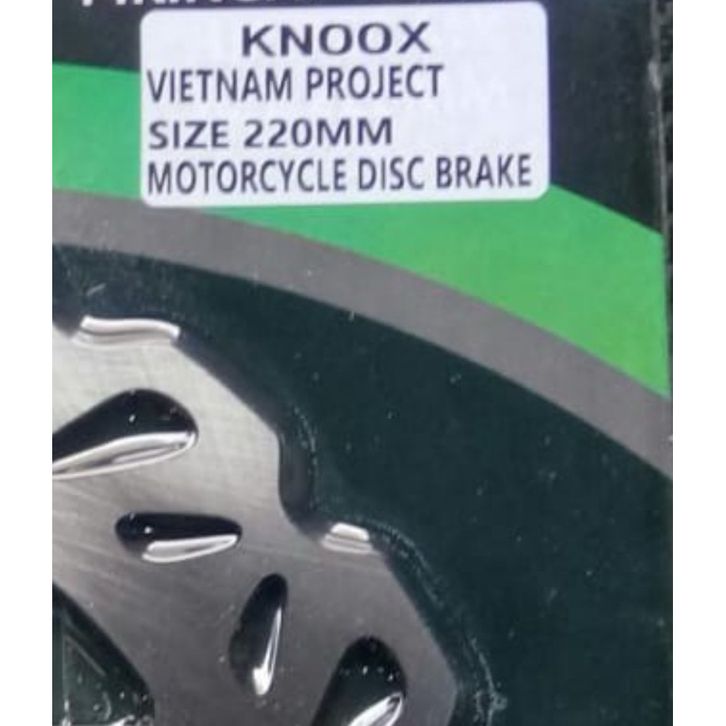 KNOOX
VIETNAM PROJECT
SIZE 220MM
MOTORCYCLE DISC BRAKE